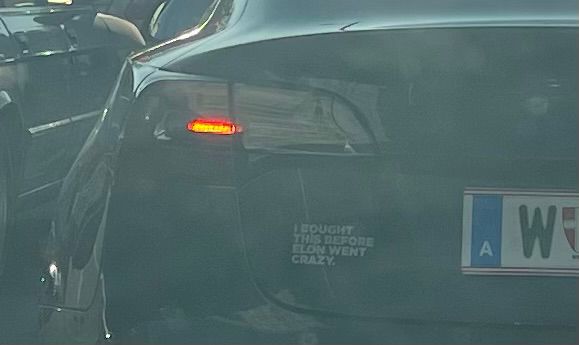 I BOUGHT
THIS BEFORE
ELON WENT
CRAZY.
A
W